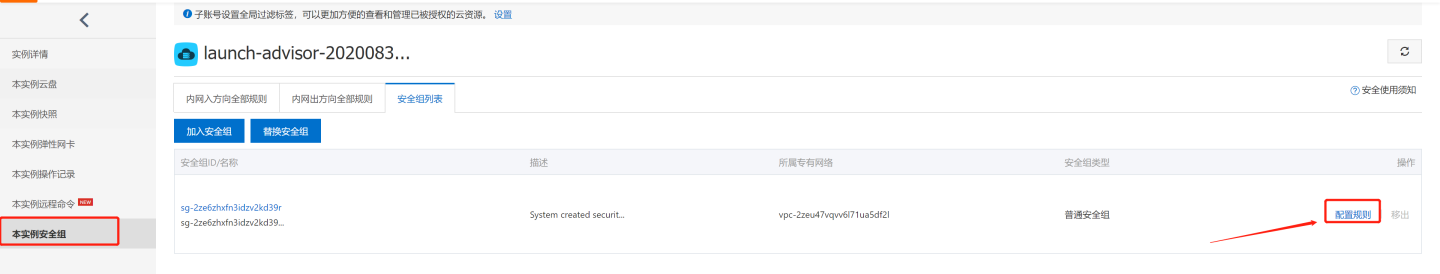 子账号设置全局过滤标签，可以更加方便的查看和管理已被授权的云资源。 设置
实例详情
本实例云盘
本实例快照
本实例弹性网卡
本实例操作记录
本实例远程命令 NEW
本实例安全组
launch-advisor-2020083...
内网入方向全部规则 内网出方向全部规则 安全组列表
安全使用须知
加入安全组 替换安全组
安全组ID/名称 描述 所属专有网络 安全组类型 操作
sg-2ze6zhxfn3idzv2kd39r
sg-2ze6zhxfn3idzv2kd39...
System created securit... vpc-2zeu47vqvv6l71ua5df2l 普通安全组 配置规则 移出